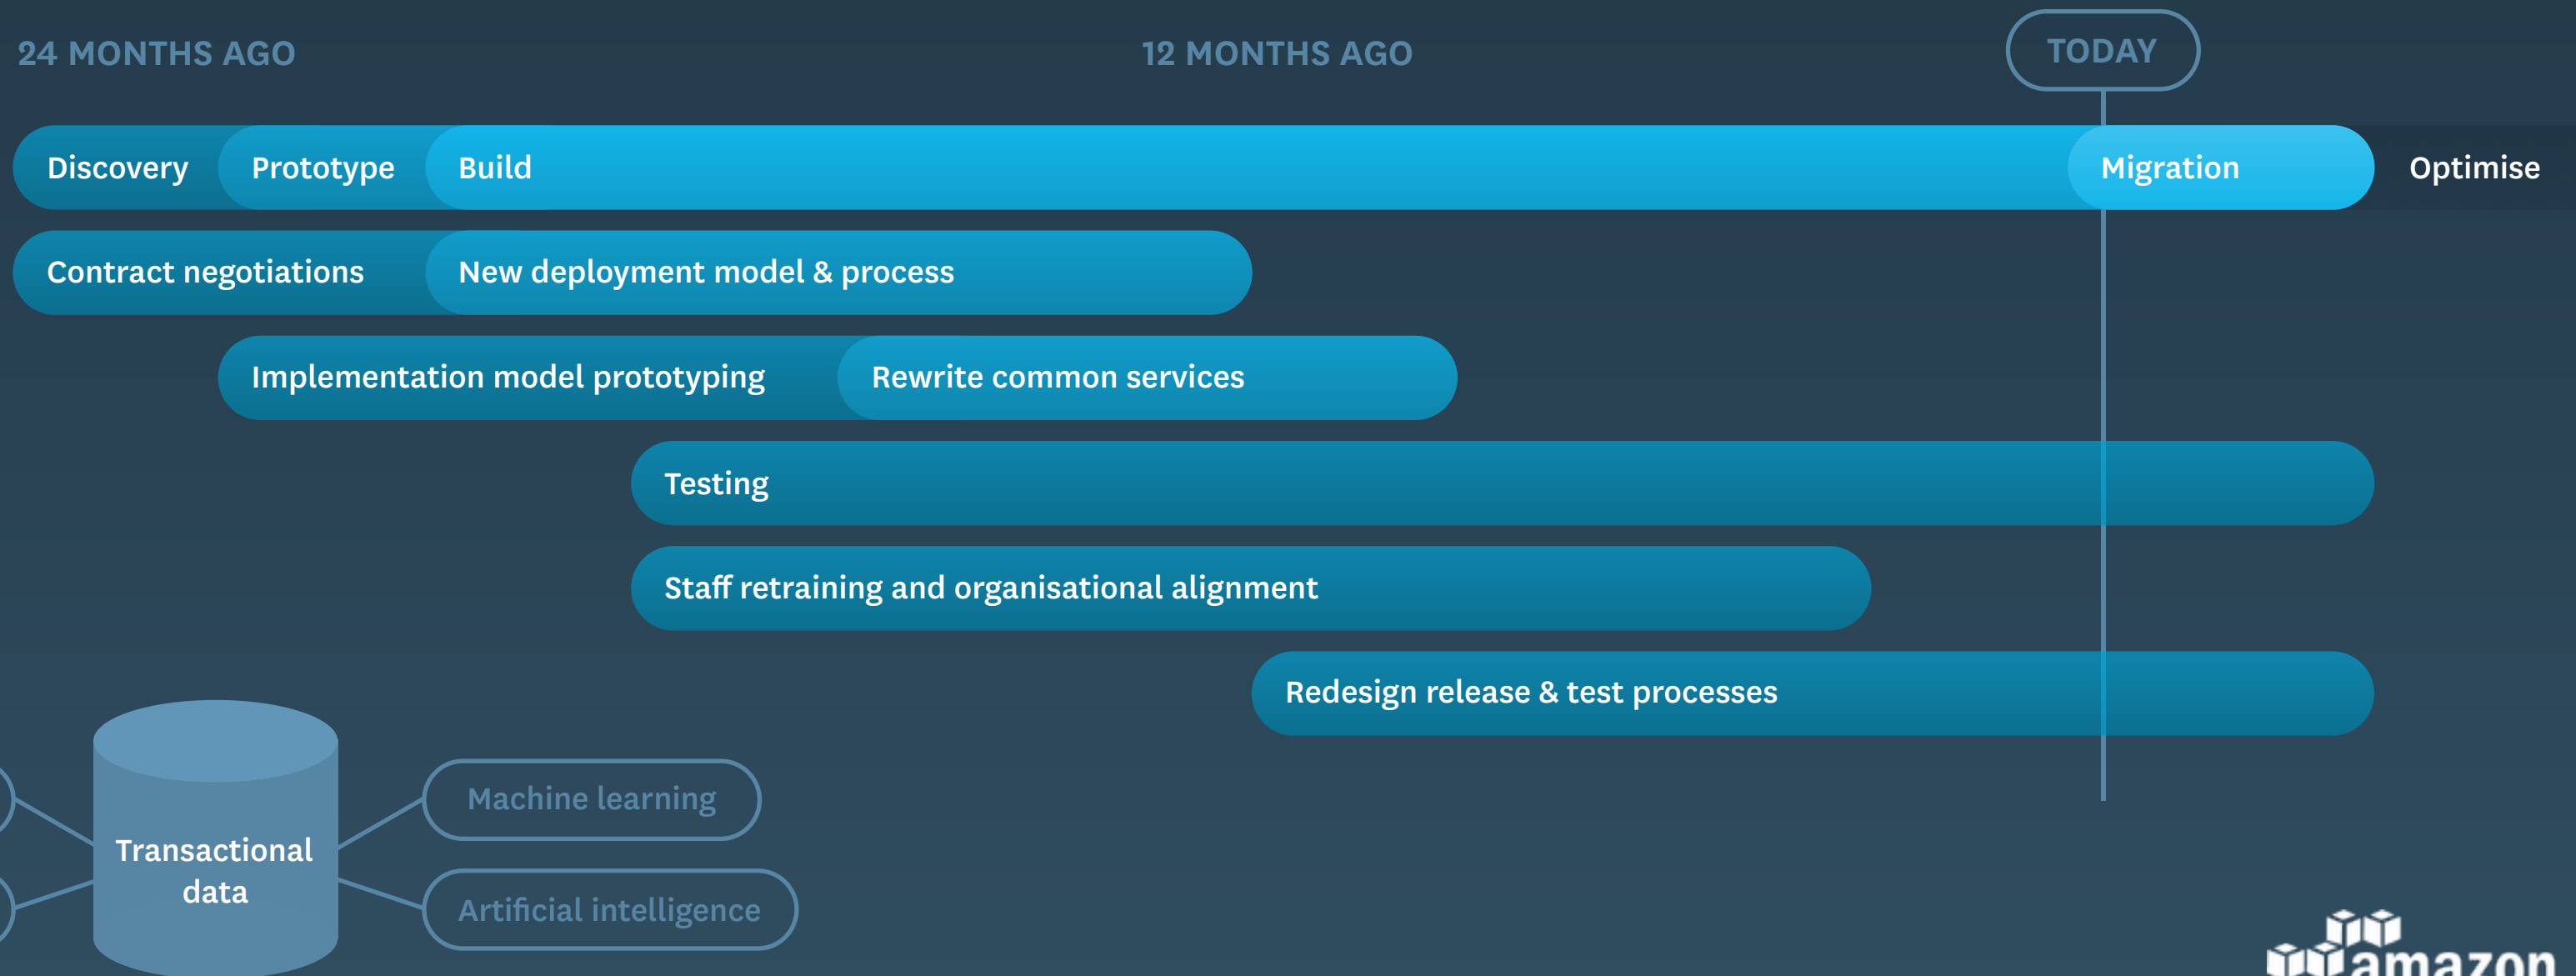 24 MONTHS AGO
12 MONTHS AGO
TODAY
Discovery
Prototype
Build
Migration
Optimise
Contract negotiations
New deployment model & process
Implementation model prototyping
Rewrite common services
Testing
Staff retraining and organisational alignment
Redesign release & test processes
Machine learning
Transactional
data
Artificial intelligence
amazon